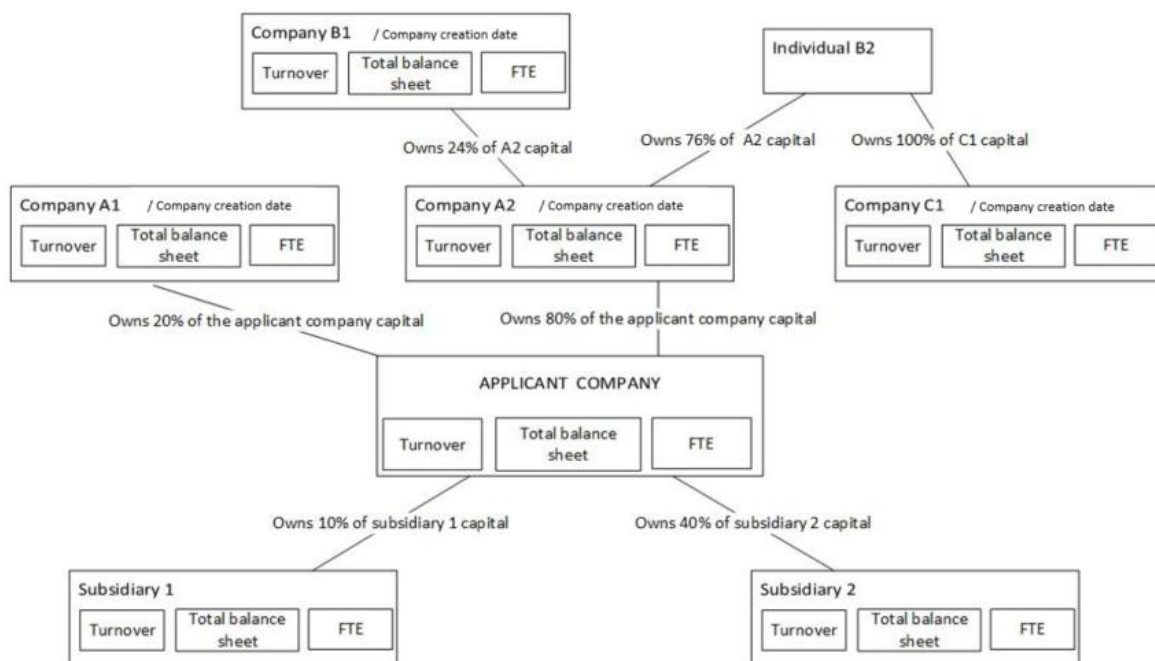 Company B1 / Company creation date
Turnover
Total balance
sheet
FTE
Individual B2
Owns 24% of A2 capital
Owns 76% of A2 capital
Owns 100% of C1 capital
Company A1 / Company creation date
Turnover
Total balance
sheet
FTE
Company A2 / Company creation date
Turnover
Total balance
sheet
FTE
Company C1 / Company creation date
Turnover
Total balance
sheet
FTE
Owns 20% of the applicant company capital
Owns 80% of the applicant company capital
APPLICANT COMPANY
Turnover
Total balance
sheet
FTE
Owns 10% of subsidiary 1 capital
Owns 40% of subsidiary 2 capital
Subsidiary 1
Turnover
Total balance
sheet
FTE
Subsidiary 2
Turnover
Total balance
sheet
FTE